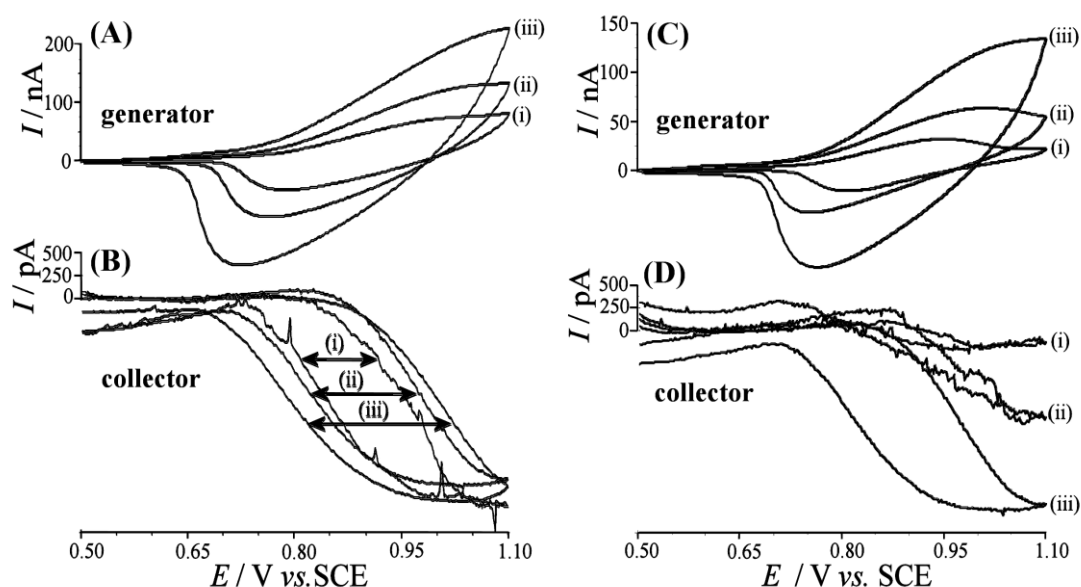 (A)
I / nA
200
100
0
generator
(iii)
(ii)
(i)
(B)
I / pA
500
250
0
collector
(i)
(ii)
(iii)
0.50 0.65 0.80 0.95 1.10
E / V vs.SCE
(C)
I / nA
150
100
50
0
generator
(iii)
(ii)
(i)
(D)
I / pA
500
250
0
collector
(i)
(ii)
(iii)
0.50 0.65 0.80 0.95 1.10
E / V vs.SCE